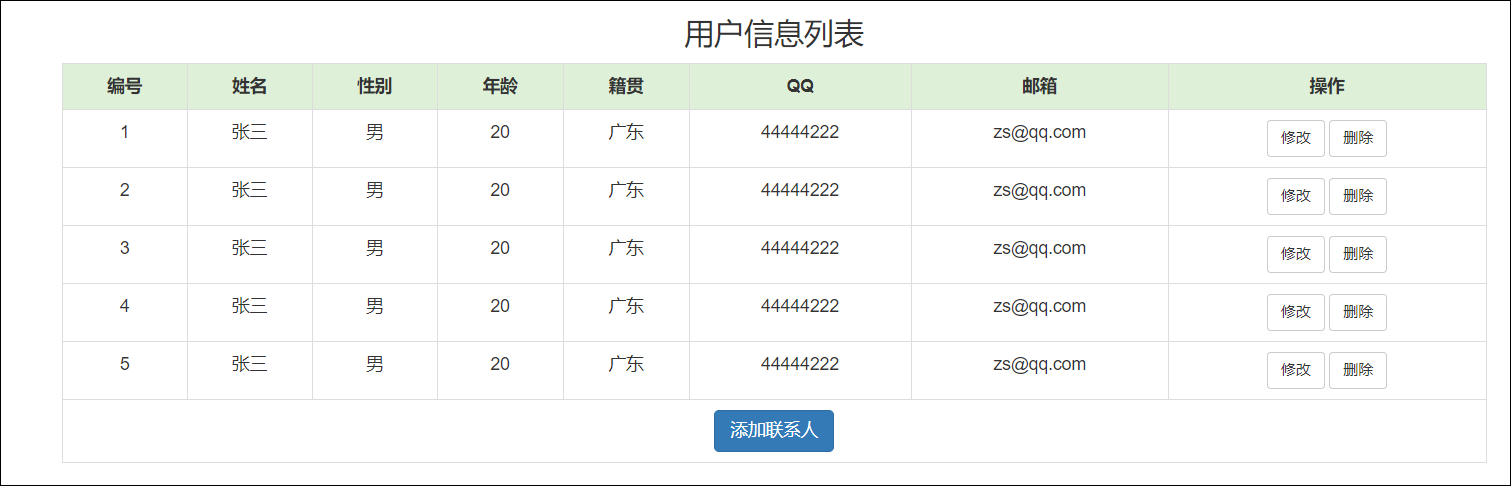 用户信息列表
编号 姓名 性别 年龄 籍贯 QQ 邮箱 操作
1 张三 男 20 广东 44444222 zs@qq.com 修改 删除
2 张三 男 20 广东 44444222 zs@qq.com 修改 删除
3 张三 男 20 广东 44444222 zs@qq.com 修改 删除
4 张三 男 20 广东 44444222 zs@qq.com 修改 删除
5 张三 男 20 广东 44444222 zs@qq.com 修改 删除
添加联系人